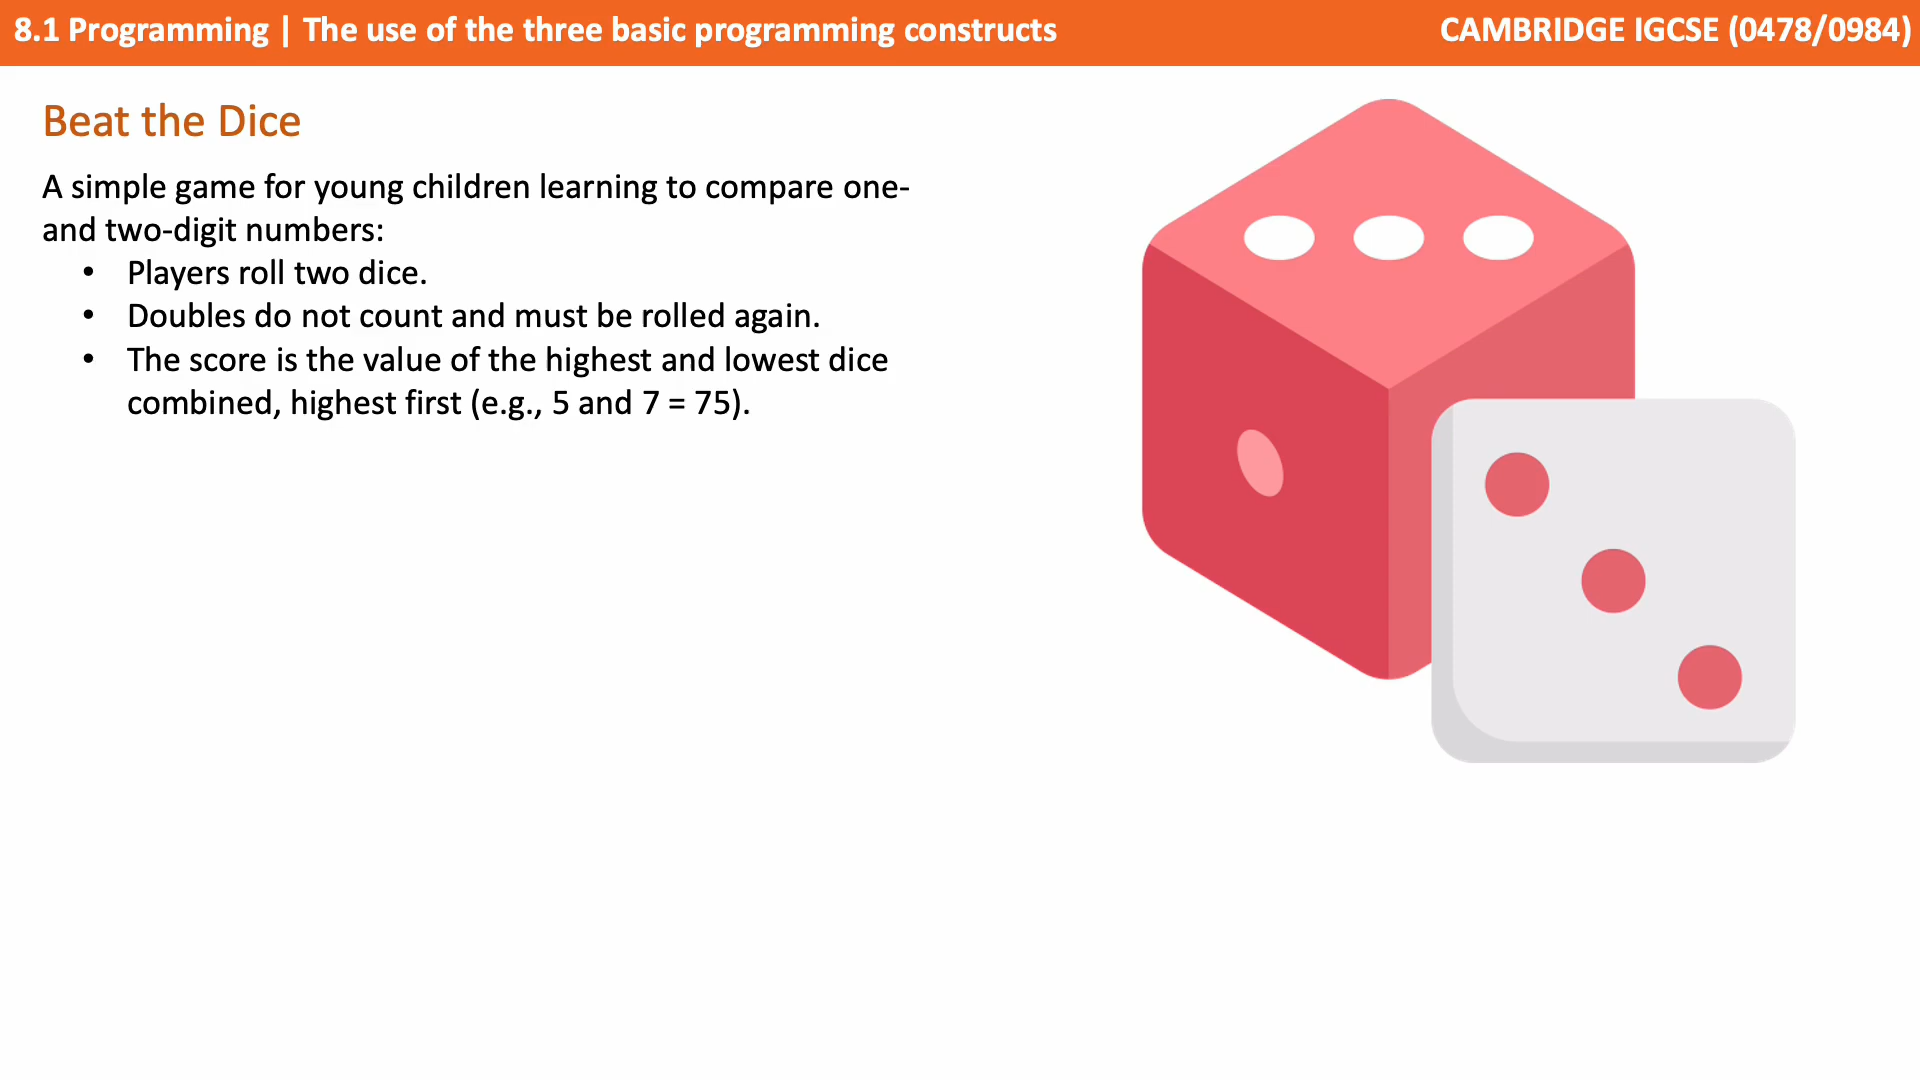 8.1 Programming | The use of the three basic programming constructs
CAMBRIDGE IGCSE (0478/0984)
Beat the Dice
A simple game for young children learning to compare one-
and two-digit numbers:
• Players roll two dice.
• Doubles do not count and must be rolled again.
• The score is the value of the highest and lowest dice
combined, highest first (e.g., 5 and 7 = 75).